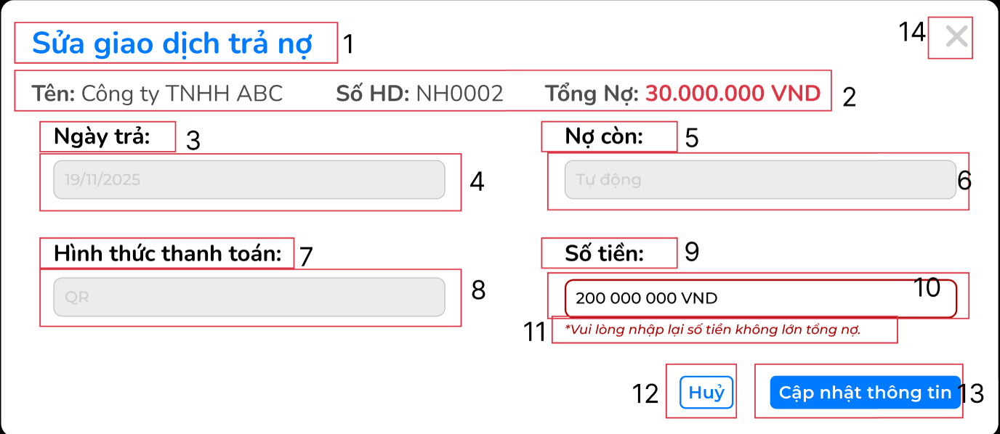 Sửa giao dịch trả nợ 1
14
Tên: Công ty TNHH ABC Số HD: NH0002 Tổng Nợ: 30.000.000 VND 2
Ngày trả: 3 Nợ còn: 5
19/11/2025 4 Tự động 6
Hình thức thanh toán: 7 Số tiền: 9
QR 8 200 000 000 VND 10
11 *Vui lòng nhập lại số tiền không lớn tổng nợ.
12 Huỷ Cập nhật thông tin 13